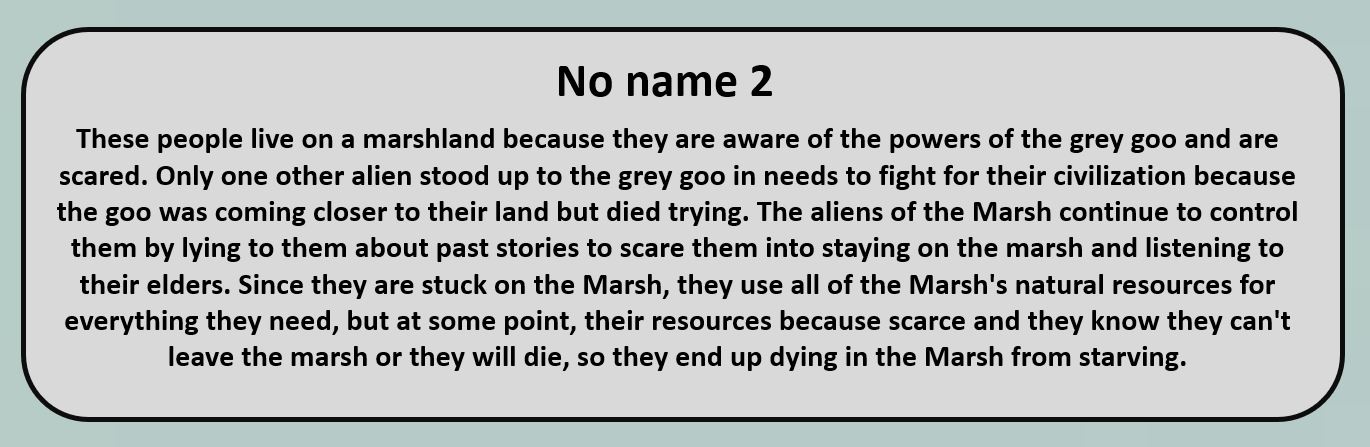 No name 2
These people live on a marshland because they are aware of the powers of the grey goo and are
scared. Only one other alien stood up to the grey goo in needs to fight for their civilization because
the goo was coming closer to their land but died trying. The aliens of the Marsh continue to control
them by lying to them about past stories to scare them into staying on the marsh and listening to
their elders. Since they are stuck on the Marsh, they use all of the Marsh's natural resources for
everything they need, but at some point, their resources because scarce and they know they can't
leave the marsh or they will die, so they end up dying in the Marsh from starving.